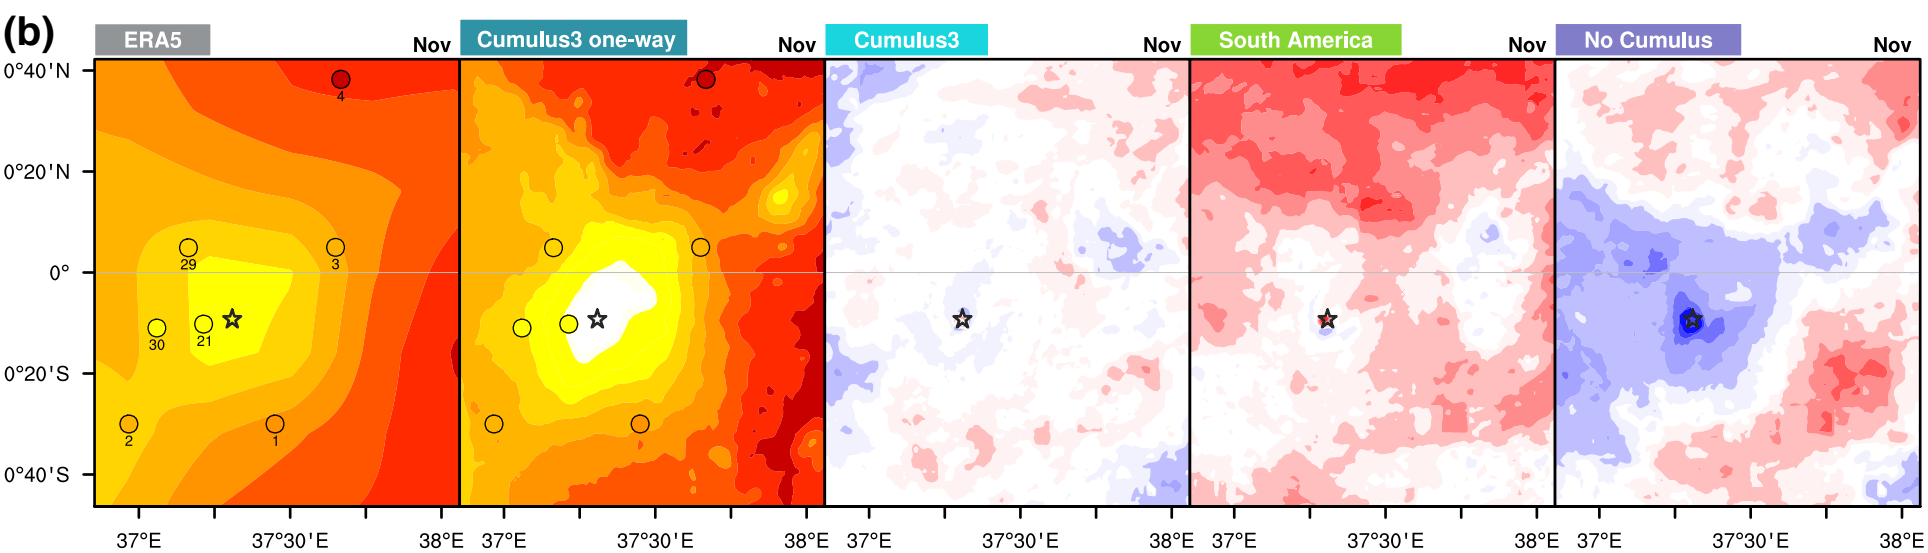 (b)
ERA5 Nov Cumulus3 one-way Nov Cumulus3 Nov South America Nov No Cumulus Nov
0°40'N
4
0°20'N
29 3
0°
30 21
0°20'S
2 1
0°40'S
37°E 37°30'E 38°E 37°E 37°30'E 38°E 37°E 37°30'E 38°E 37°E 37°30'E 38°E 37°E 37°30'E 38°E